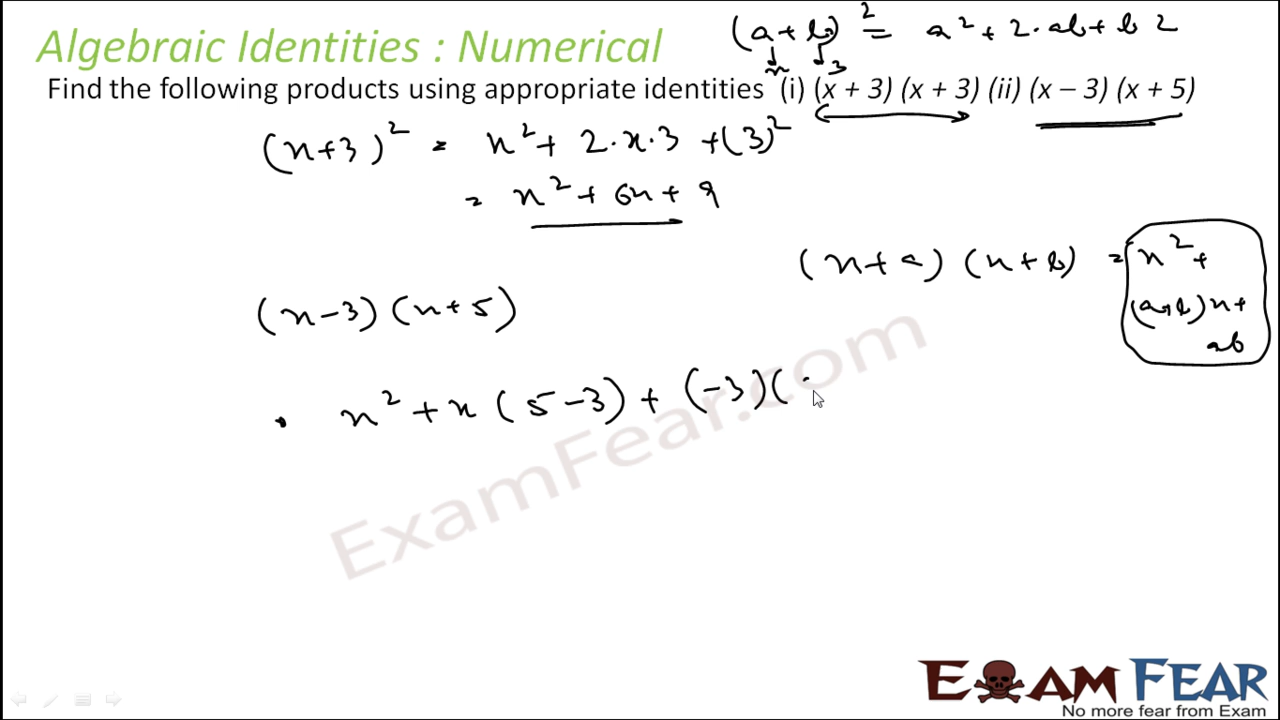 Algebraic Identities : Numerical
(a + b)² = a² + 2·ab + b 2
x 3
Find the following products using appropriate identities (i) (x + 3) (x + 3) (ii) (x – 3) (x + 5)
(x+3)² = x² + 2·x·3 + (3)²
= x² + 6x + 9
(x + a) (x + b) = x² +
(a+b)x +
ab
(x – 3) (x + 5)
x² + x (5 – 3) + (–3)(
ExamFear.com
EXAM FEAR
No more fear from Exam